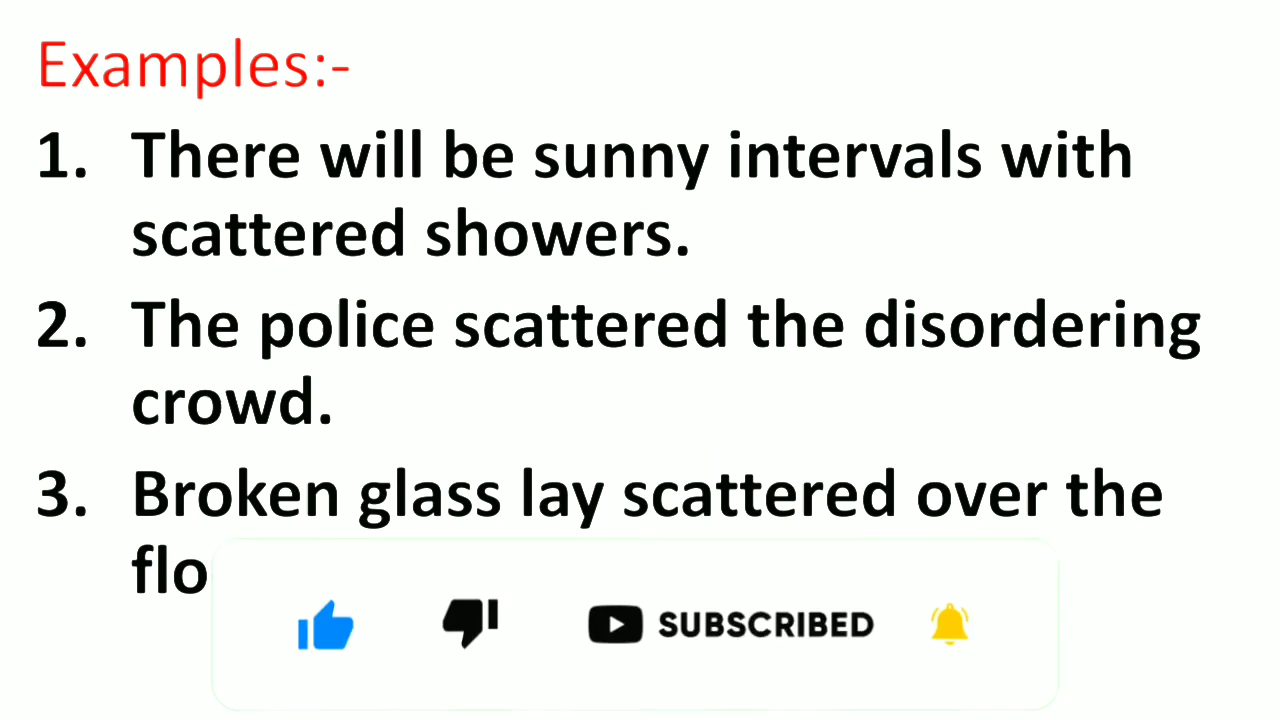 Examples:-
1. There will be sunny intervals with
scattered showers.
2. The police scattered the disordering
crowd.
3. Broken glass lay scattered over the
flo
SUBSCRIBED